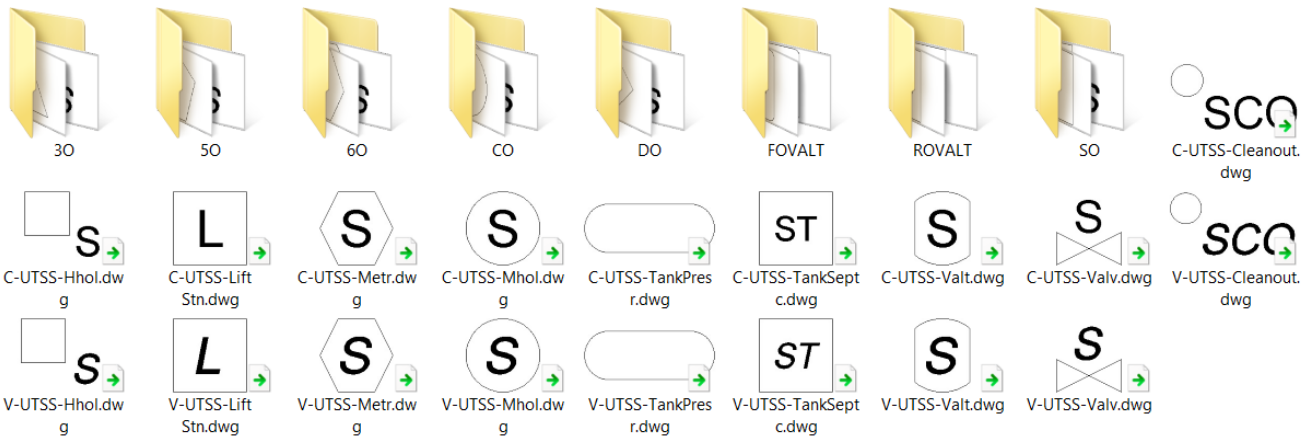 S S S S S S
3O 5O 6O CO DO FOVALT ROVALT SO
SCO
C-UTSS-Cleanout.
dwg
S L S S ST S S
C-UTSS-Hhol.dw
g
C-UTSS-Lift
Stn.dwg
C-UTSS-Metr.dw
g
C-UTSS-Mhol.dw
g
C-UTSS-TankPres
r.dwg
C-UTSS-TankSept
c.dwg
C-UTSS-Valt.dwg
C-UTSS-Valv.dwg
SCO
V-UTSS-Cleanout.
dwg
S L S S ST S S
V-UTSS-Hhol.dw
g
V-UTSS-Lift
Stn.dwg
V-UTSS-Metr.dw
g
V-UTSS-Mhol.dw
g
V-UTSS-TankPres
r.dwg
V-UTSS-TankSept
c.dwg
V-UTSS-Valt.dwg
V-UTSS-Valv.dwg